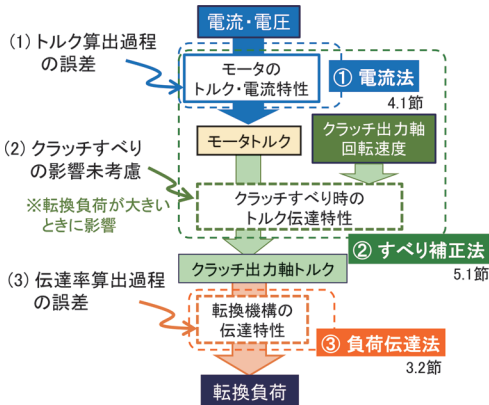 電流・電圧
(1) トルク算出過程
の誤差
モータの
トルク・電流特性
① 電流法
4.1節
モータトルク
クラッチ出力軸
回転速度
(2) クラッチすべり
の影響未考慮
※転換負荷が大きい
ときに影響
クラッチすべり時の
トルク伝達特性
② すべり補正法
5.1節
クラッチ出力軸トルク
(3) 伝達率算出過程
の誤差
転換機構の
伝達特性
③ 負荷伝達法
3.2節
転換負荷